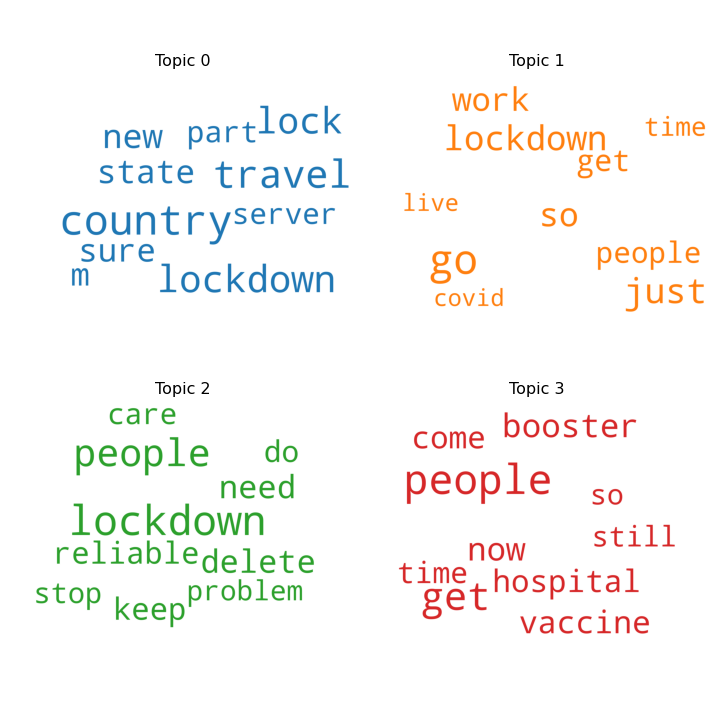 Topic 0
lock
new part
state travel
country server
sure
m lockdown
Topic 1
work
time
lockdown
get
live
so
people
go
just
covid
Topic 2
care
people do
need
lockdown
reliable delete
stop problem
keep
Topic 3
booster
come
people
so
still
now
time hospital
get
vaccine